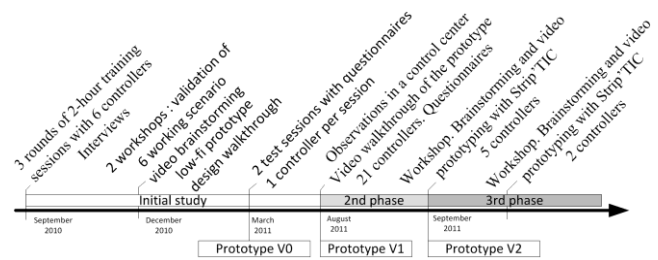 3 rounds of 2-hour training
sessions with 6 controllers
Interviews
2 workshops : validation of
6 working scenario
video brainstorming
low-fi prototype
design walkthrough
2 test sessions with questionnaires
1 controller per session
Observations in a control center
Video walkthrough of the prototype
21 controllers. Questionnaires
Workshop. Brainstorming and video
prototyping with Strip'TIC
5 controllers
Workshop. Brainstorming and video
prototyping with Strip'TIC
2 controllers
Initial study
2nd phase
3rd phase
September
2010
December
2010
March
2011
August
2011
September
2011
Prototype V0
Prototype V1
Prototype V2